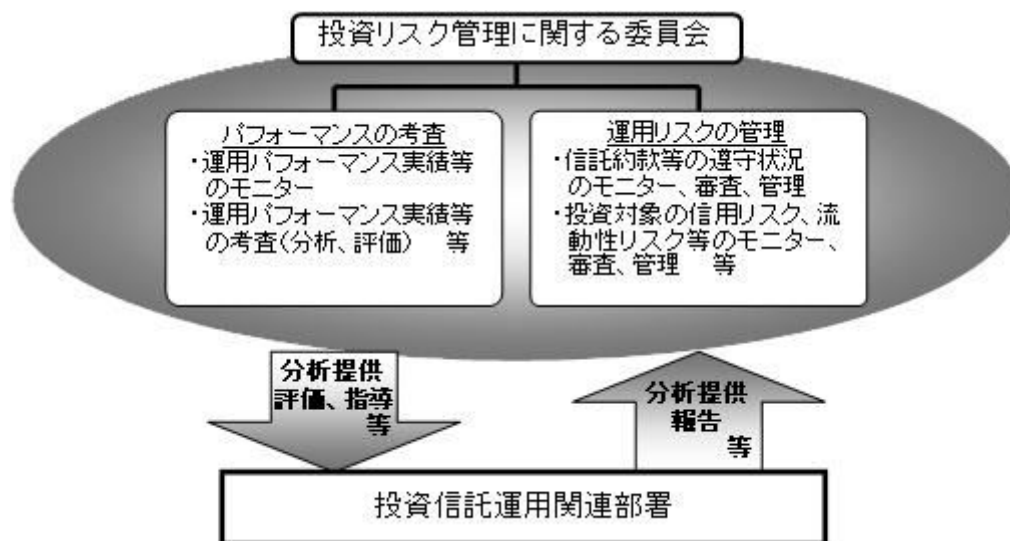 投資リスク管理に関する委員会
パフォーマンスの考査
・運用パフォーマンス実績等
のモニター
・運用パフォーマンス実績等
の考査(分析、評価) 等
運用リスクの管理
・信託約款等の遵守状況
のモニター、審査、管理
・投資対象の信用リスク、流
動性リスク等のモニター、
審査、管理 等
分析提供
評価、指導
等
分析提供
報告
等
投資信託運用関連部署